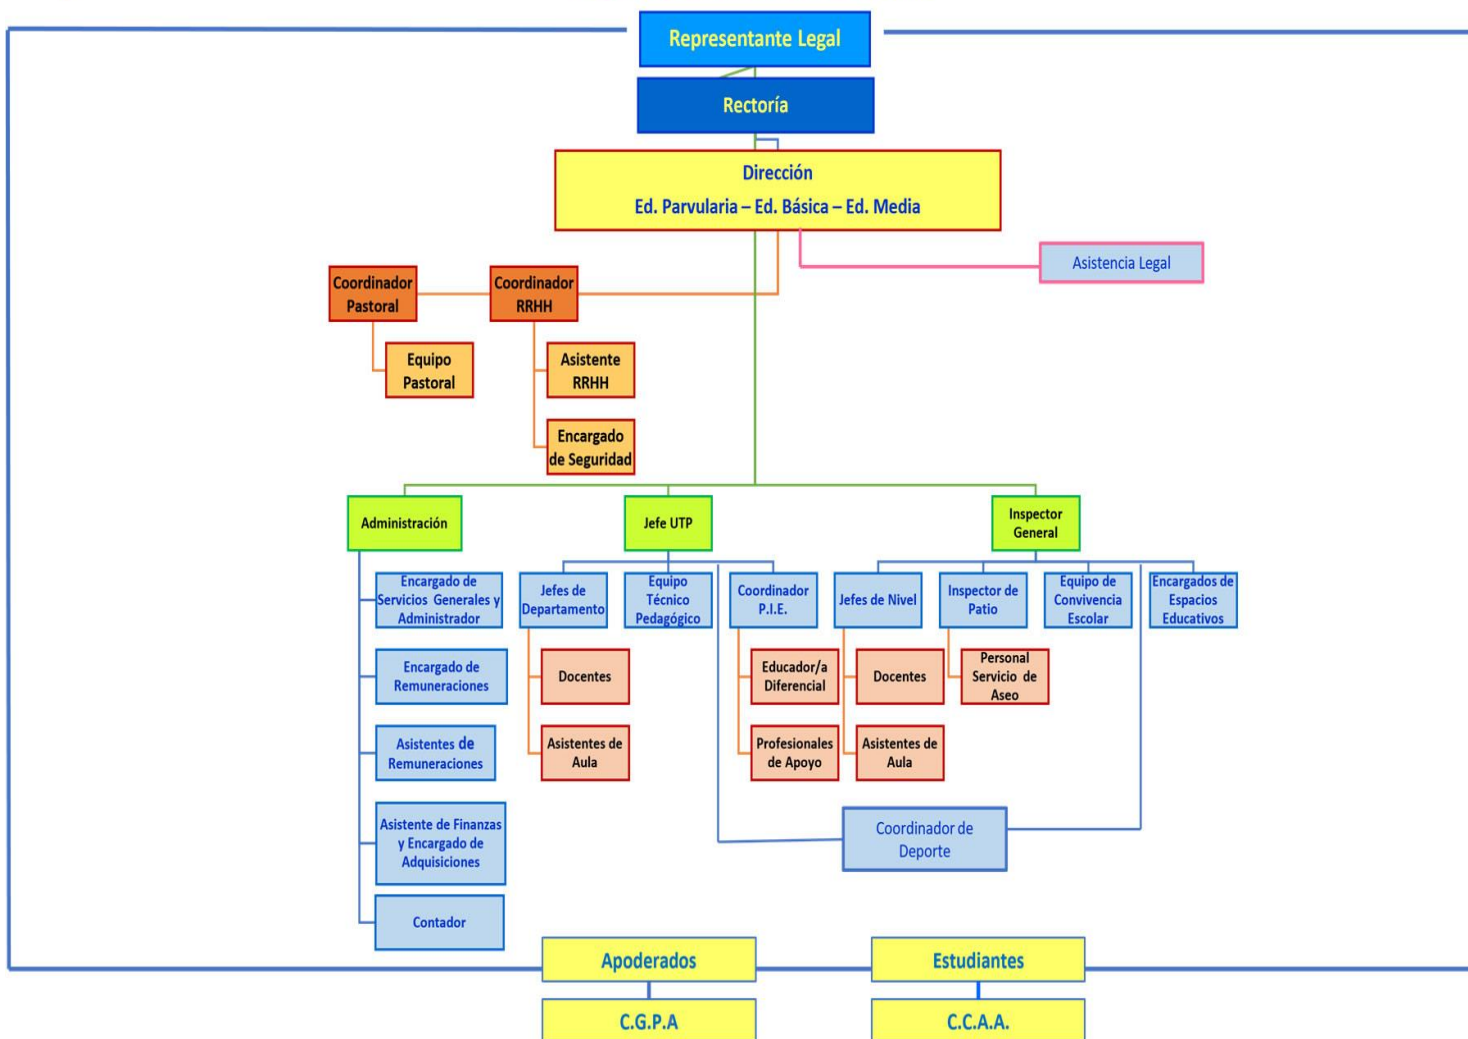 Representante Legal
Rectoría
Dirección
Ed. Parvularia – Ed. Básica – Ed. Media
Asistencia Legal
Coordinador
Pastoral
Coordinador
RRHH
Equipo
Pastoral
Asistente
RRHH
Encargado
de Seguridad
Administración
Jefe UTP
Inspector
General
Encargado de
Servicios Generales y
Administrador
Jefes de
Departamento
Equipo
Técnico
Pedagógico
Coordinador
P.I.E.
Jefes de Nivel
Inspector de
Patio
Equipo de
Convivencia
Escolar
Encargados de
Espacios
Educativos
Encargado de
Remuneraciones
Docentes
Educador/a
Diferencial
Docentes
Personal
Servicio de
Aseo
Asistentes de
Remuneraciones
Asistentes de
Aula
Profesionales
de Apoyo
Asistentes de
Aula
Asistente de Finanzas
y Encargado de
Adquisiciones
Coordinador de
Deporte
Contador
Apoderados
Estudiantes
C.G.P.A
C.C.A.A.